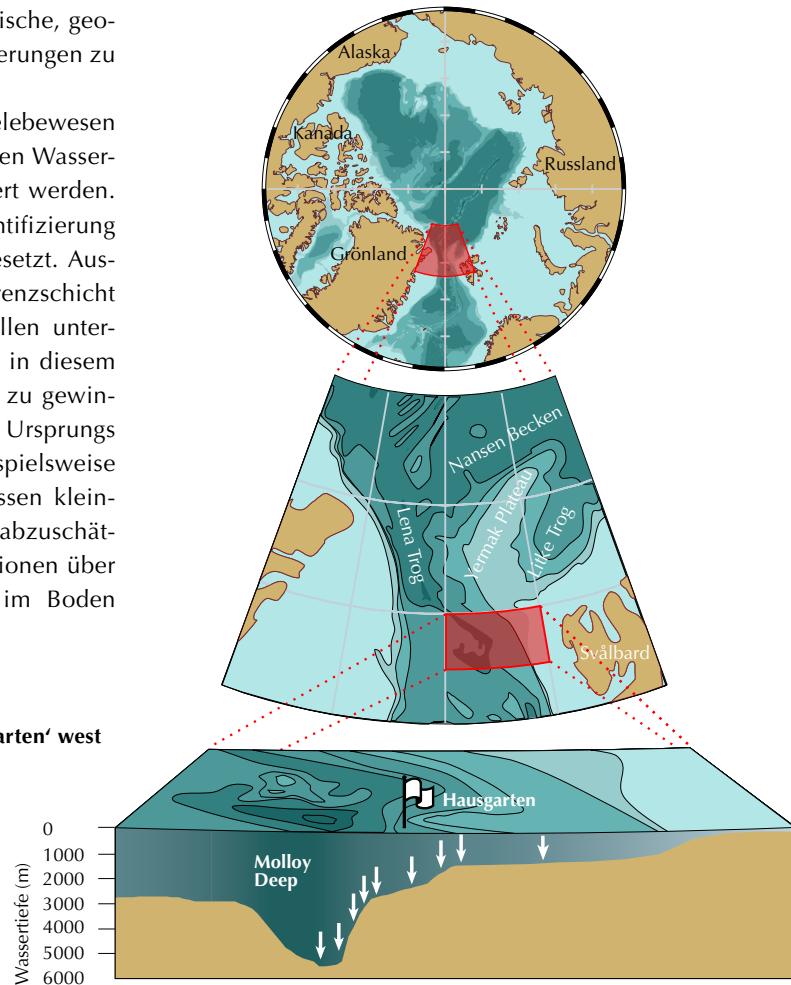 ische, geo-
erungen zu
elebewesen
en Wasser-
ert werden.
ntifizierung
esetzt. Aus-
renzschicht
llen unter-
in diesem
zu gewin-
Ursprungs
spielsweise
ssen klein-
abzuschät-
ionen über
im Boden
arten‘ west
Alaska
Kanada
Russland
Grönland
Nansen Becken
Lena Trog
Yermak Plateau
Litke Trog
Svålbard
Hausgarten
Molloy
Deep
Wassertiefe (m)
0
1000
2000
3000
4000
5000
6000